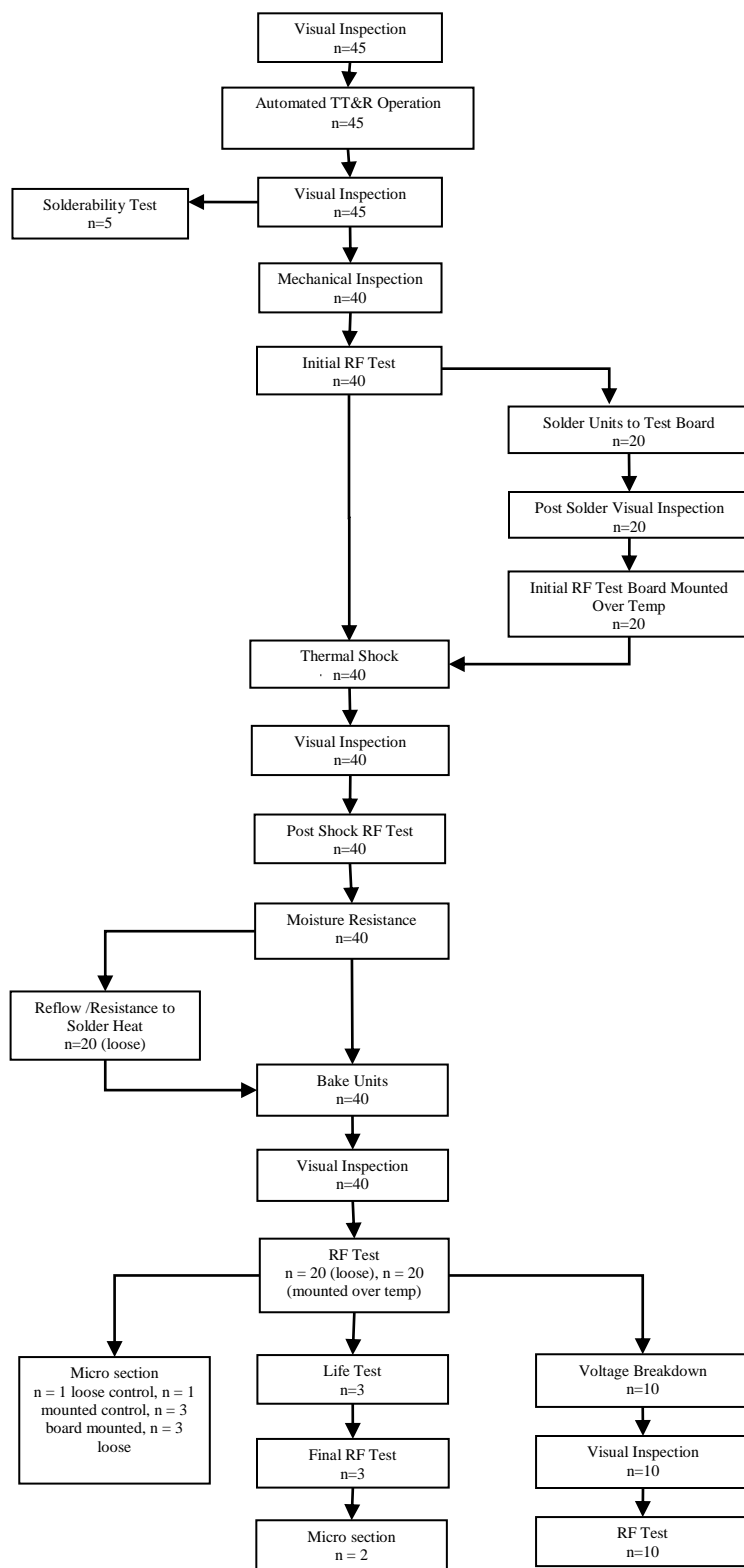 Visual Inspection
n=45
Automated TT&R Operation
n=45
Visual Inspection
n=45
Solderability Test
n=5
Mechanical Inspection
n=40
Initial RF Test
n=40
Solder Units to Test Board
n=20
Post Solder Visual Inspection
n=20
Initial RF Test Board Mounted
Over Temp
n=20
Thermal Shock
n=40
Visual Inspection
n=40
Post Shock RF Test
n=40
Moisture Resistance
n=40
Reflow /Resistance to
Solder Heat
n=20 (loose)
Bake Units
n=40
Visual Inspection
n=40
RF Test
n = 20 (loose), n = 20
(mounted over temp)
Micro section
n = 1 loose control, n = 1
mounted control, n = 3
board mounted, n = 3
loose
Life Test
n=3
Final RF Test
n=3
Micro section
n = 2
Voltage Breakdown
n=10
Visual Inspection
n=10
RF Test
n=10